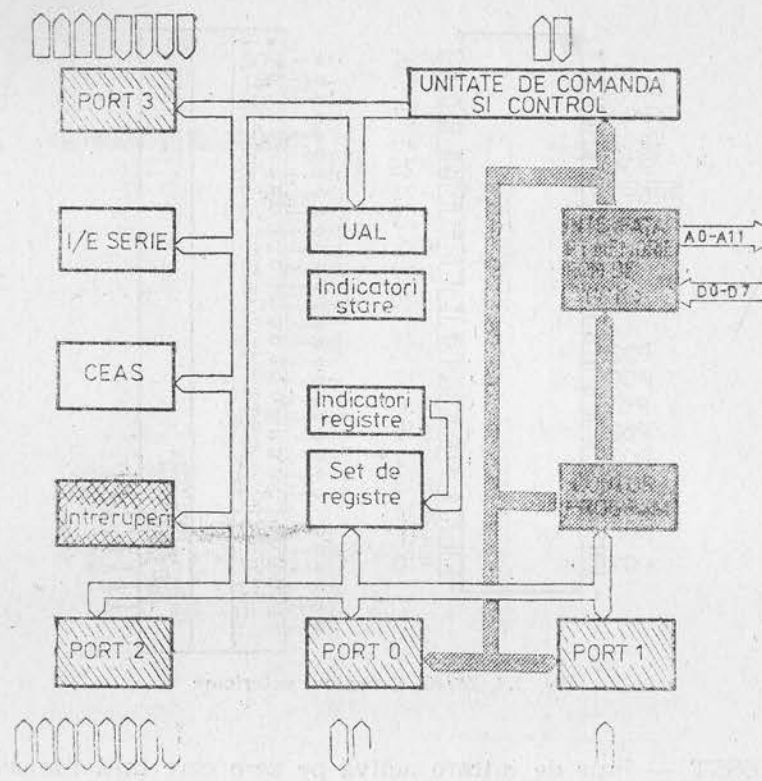 PORT 3
UNITATE DE COMANDA
SI CONTROL
I/E SERIE
UAL
A0-A11
D0-D7
Indicatori
stare
CEAS
Indicatori
registre
Set de
registre
Intreruperi
PROGRAM
PORT 2
PORT 0
PORT 1